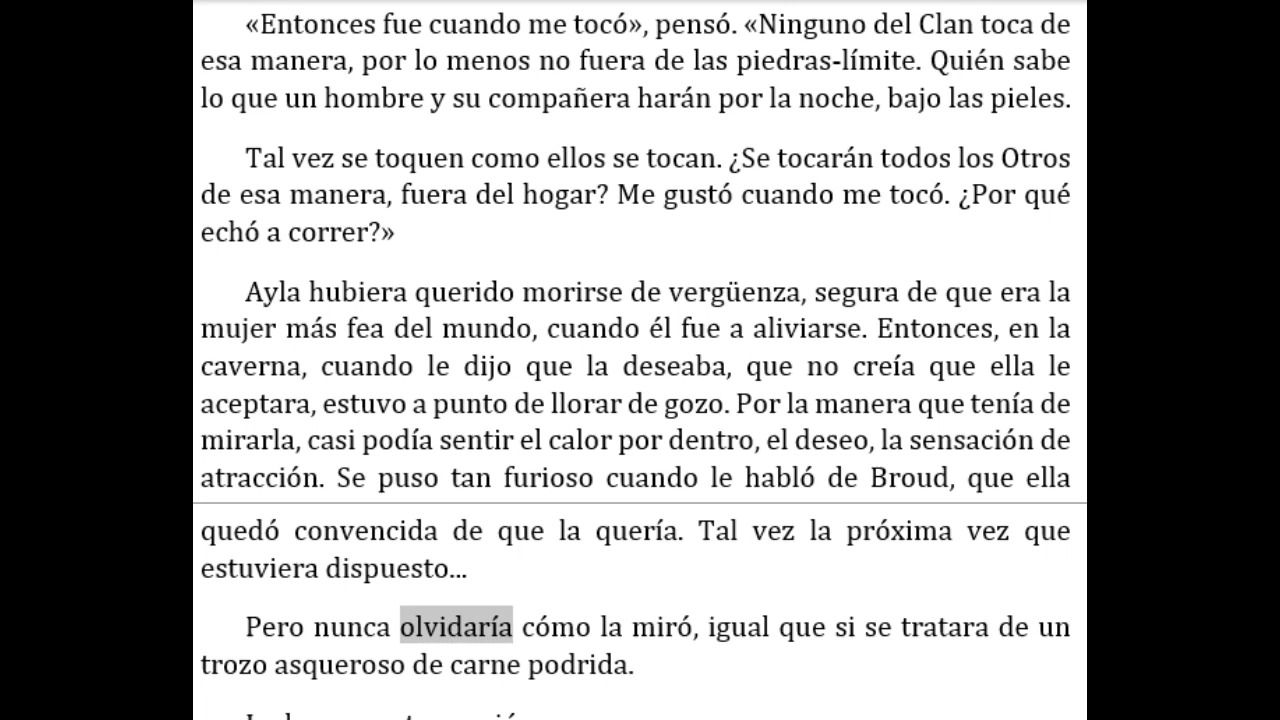 «Entonces fue cuando me tocó», pensó. «Ninguno del Clan toca de
esa manera, por lo menos no fuera de las piedras-límite. Quién sabe
lo que un hombre y su compañera harán por la noche, bajo las pieles.
Tal vez se toquen como ellos se tocan. ¿Se tocarán todos los Otros
de esa manera, fuera del hogar? Me gustó cuando me tocó. ¿Por qué
echó a correr?»
Ayla hubiera querido morirse de vergüenza, segura de que era la
mujer más fea del mundo, cuando él fue a aliviarse. Entonces, en la
caverna, cuando le dijo que la deseaba, que no creía que ella le
aceptara, estuvo a punto de llorar de gozo. Por la manera que tenía de
mirarla, casi podía sentir el calor por dentro, el deseo, la sensación de
atracción. Se puso tan furioso cuando le habló de Broud, que ella
quedó convencida de que la quería. Tal vez la próxima vez que
estuviera dispuesto...
Pero nunca olvidaría cómo la miró, igual que si se tratara de un
trozo asqueroso de carne podrida.